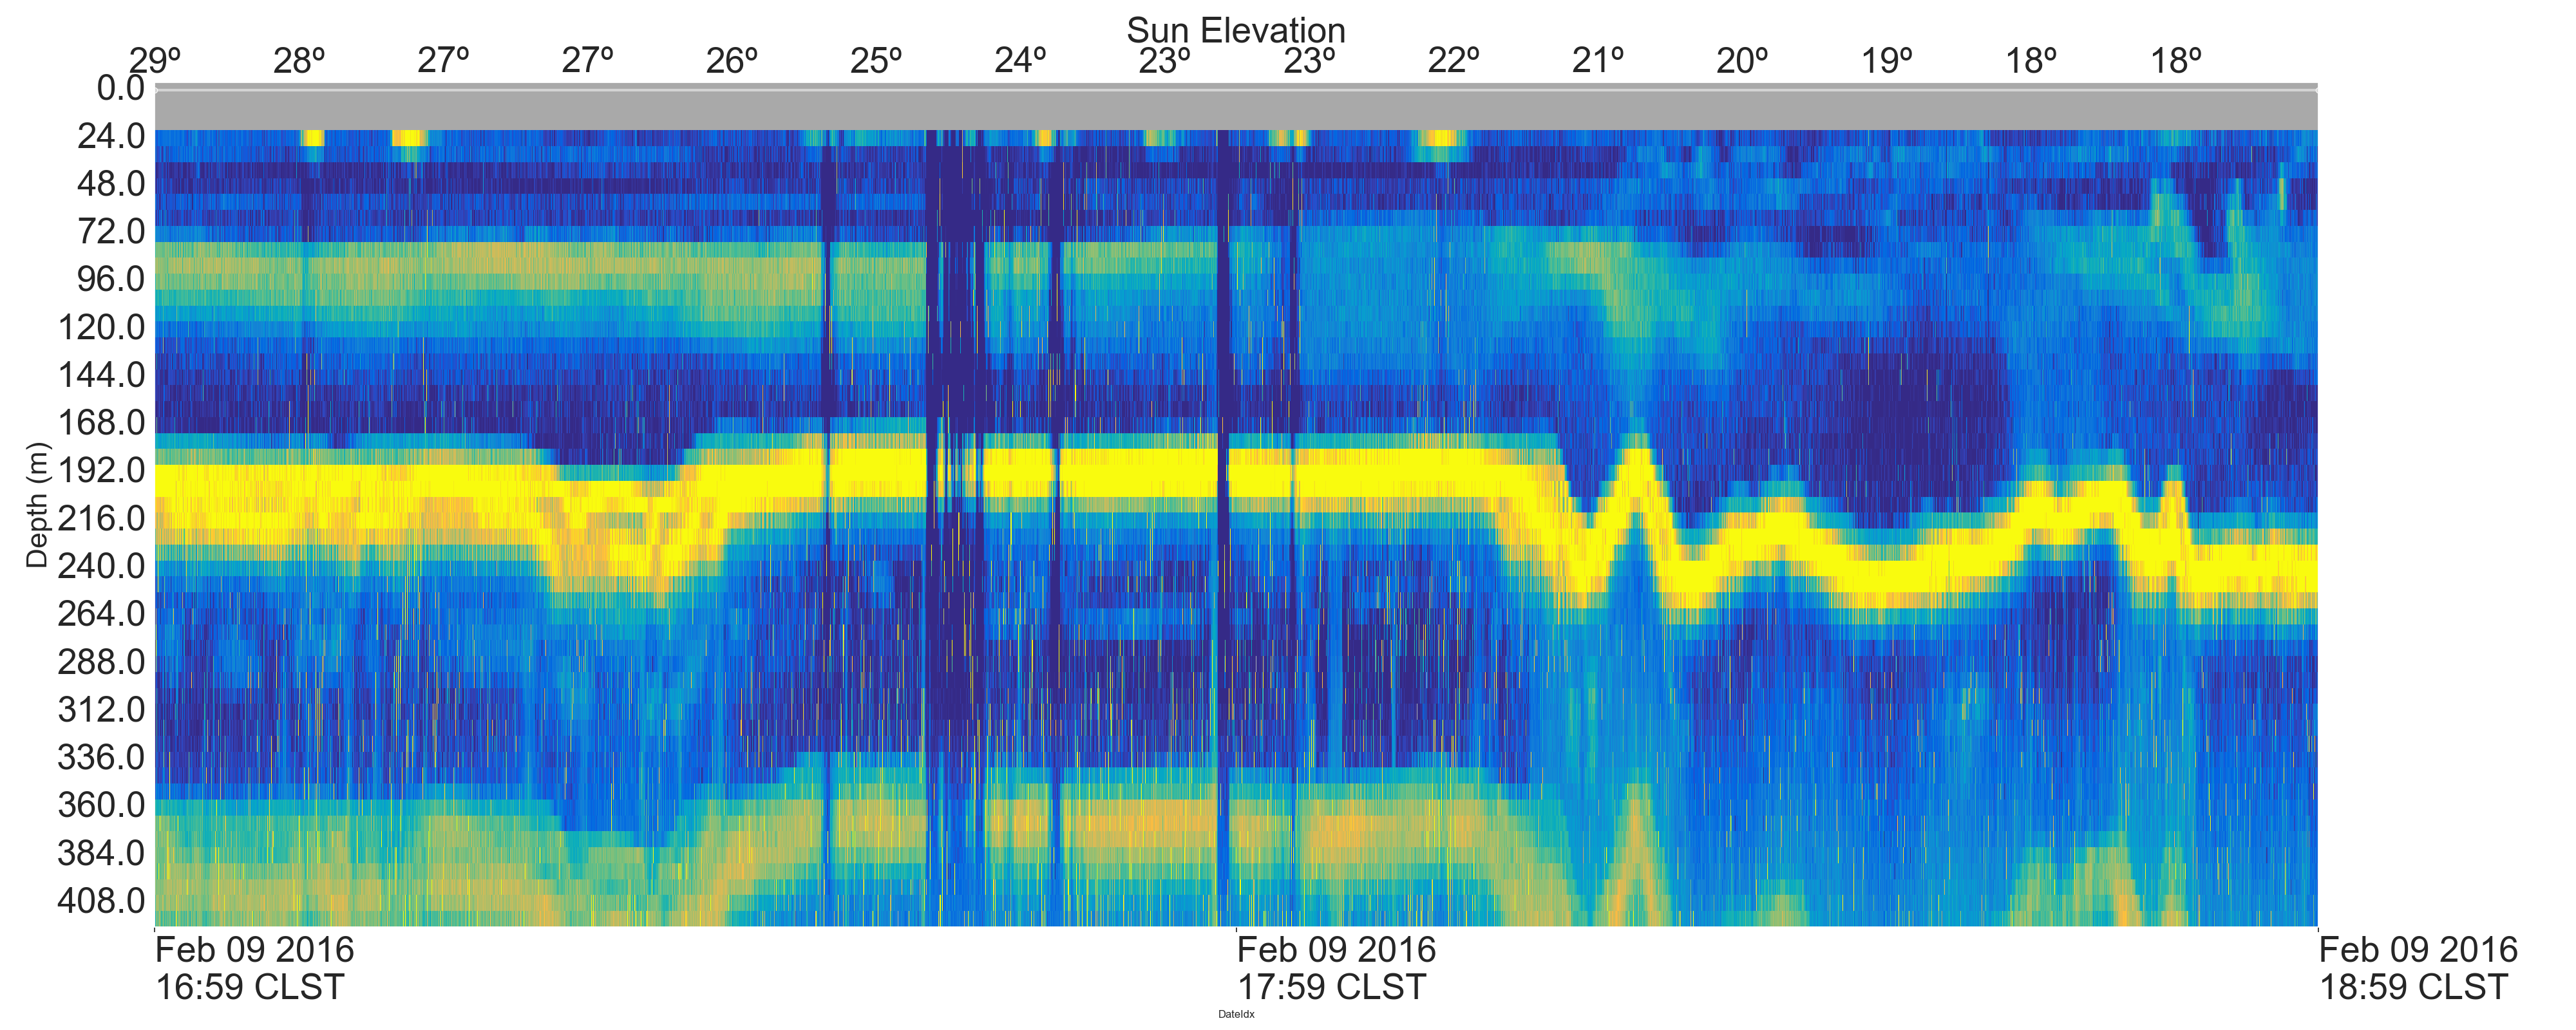 Sun Elevation
29º 28º 27º 27º 26º 25º 24º 23º 23º 22º 21º 20º 19º 18º 18º
0.0
24.0
48.0
72.0
96.0
120.0
144.0
168.0
192.0
216.0
240.0
264.0
288.0
312.0
336.0
360.0
384.0
408.0
Depth (m)
Feb 09 2016
16:59 CLST
Feb 09 2016
17:59 CLST
Feb 09 2016
18:59 CLST
DateIdx